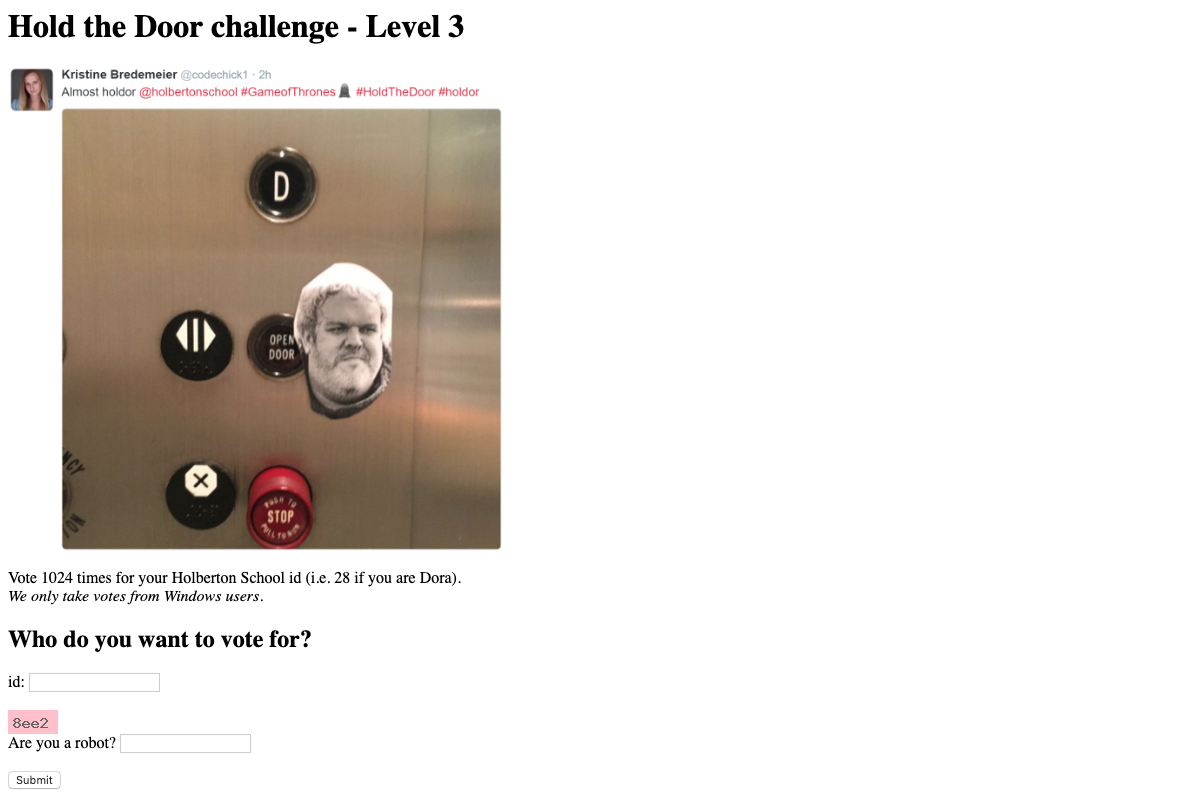 Hold the Door challenge - Level 3
Kristine Bredemeier @codechick1 · 2h
Almost holdor @holbertonschool #GameofThrones #HoldTheDoor #holdor
D
OPEN
DOOR
NCY
PUSH TO
STOP
PULL TO RUN
Vote 1024 times for your Holberton School id (i.e. 28 if you are Dora).
We only take votes from Windows users.
Who do you want to vote for?
id:
8ee2
Are you a robot?
Submit